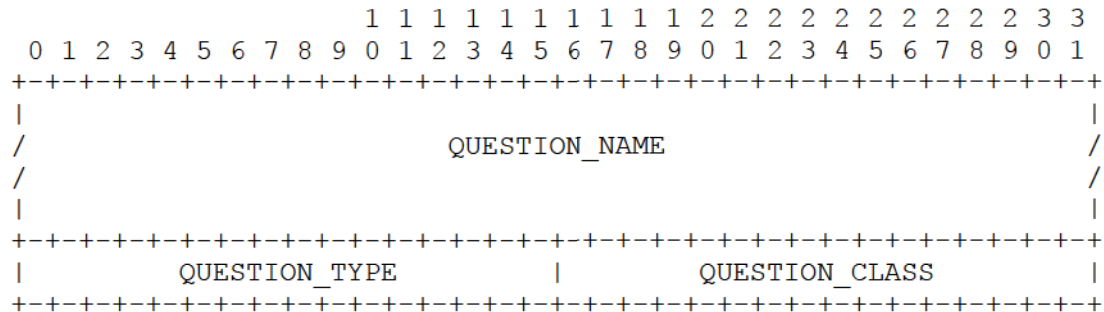 1 1 1 1 1 1 1 1 1 1 2 2 2 2 2 2 2 2 2 2 3 3
0 1 2 3 4 5 6 7 8 9 0 1 2 3 4 5 6 7 8 9 0 1 2 3 4 5 6 7 8 9 0 1
+-+-+-+-+-+-+-+-+-+-+-+-+-+-+-+-+-+-+-+-+-+-+-+-+-+-+-+-+-+-+-+-+
|                                                               |
/                         QUESTION_NAME                         /
/                                                               /
|                                                               |
+-+-+-+-+-+-+-+-+-+-+-+-+-+-+-+-+-+-+-+-+-+-+-+-+-+-+-+-+-+-+-+-+
|         QUESTION_TYPE         |        QUESTION_CLASS         |
+-+-+-+-+-+-+-+-+-+-+-+-+-+-+-+-+-+-+-+-+-+-+-+-+-+-+-+-+-+-+-+-+